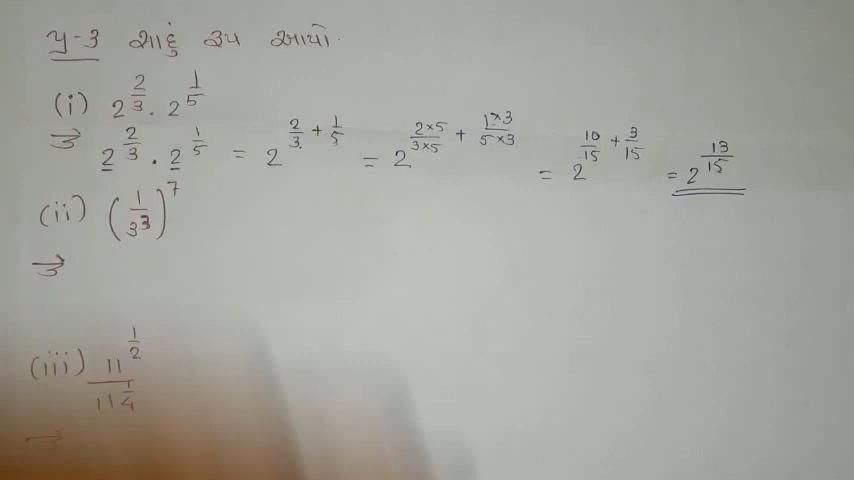 પ્ર-3 સાદું રૂપ આપો.
(i) 2^{2/3} . 2^{1/5}
⇒ 2^{2/3} . 2^{1/5} = 2^{2/3 + 1/5} = 2^{2×5/3×5 + 1×3/5×3} = 2^{10/15 + 3/15} = 2^{13/15}
(ii) (1/3^3)^7
⇒
(iii) 11^{1/2} / 11^{1/4}
⇒